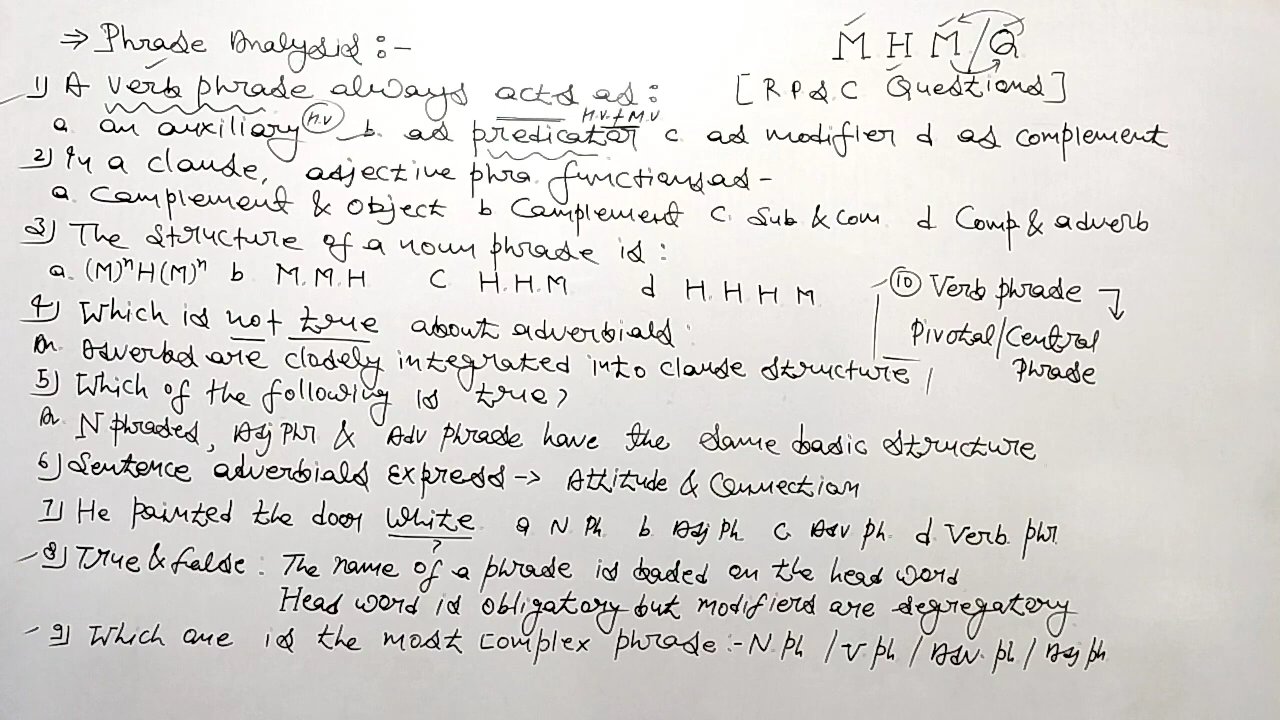 ⇒ Phrase Analysis :-
M H M/Q
[R.P.S.C Questions]
1) A verb phrase always acts as :
a. an auxiliary (H.V) b. as predicator H.V + M.V c. as modifier d as complement
2) In a clause, adjective phra. functions as -
a. Complement & Object b Complement c. Sub & com. d Comp & adverb
3) The structure of a noun phrase is :
a. (M)ⁿH(M)ⁿ b M. M. H C H. H. M d H. H. H M
4) Which is not true about adverbials :
An. Adverbs are closely integrated into clause structure
5) Which of the following is true?
An. N phrases, Adj Phr & Adv phrase have the same basic structure
6) Sentence adverbials express → Attitude & Connection
7) He painted the door white ? a N Ph. b. Adj Ph c. Adv ph. d. Verb phr.
8) True & false : The name of a phrase is based on the head word
Head word is obligatory but modifiers are segregatory
9) Which one is the most complex phrase :- N. ph / V. ph / Adv. ph / Adj ph
10 Verb phrase
Pivotal/Central
Phrase